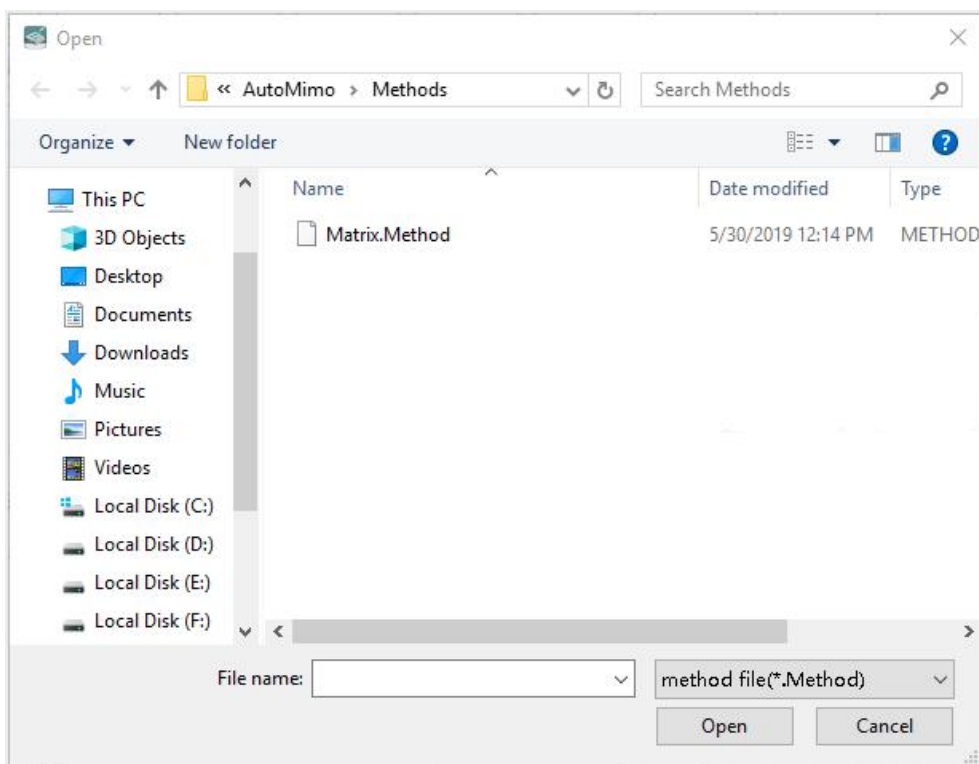 Open
« AutoMimo > Methods
Search Methods
Organize
New folder
Name
Date modified
Type
This PC
3D Objects
Desktop
Documents
Downloads
Music
Pictures
Videos
Local Disk (C:)
Local Disk (D:)
Local Disk (E:)
Local Disk (F:)
Matrix.Method
5/30/2019 12:14 PM
METHOD
File name:
method file(*.Method)
Open
Cancel